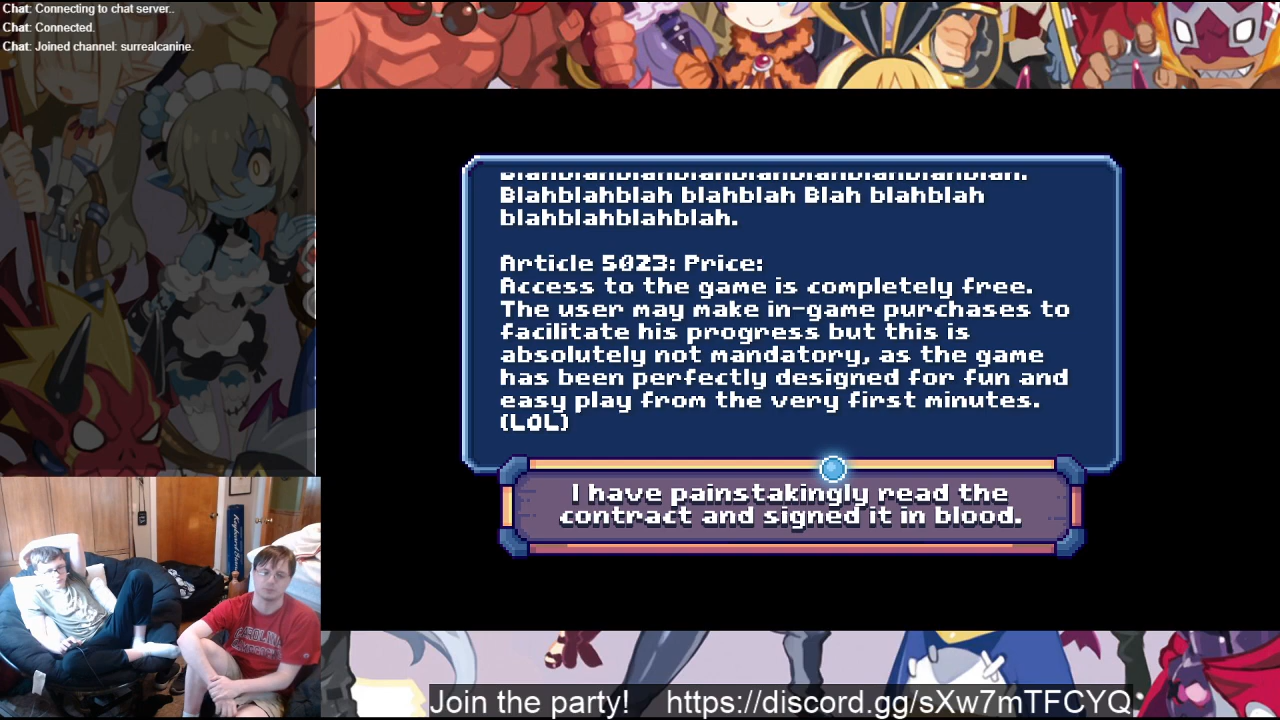 Chat: Connecting to chat server..
Chat: Connected.
Chat: Joined channel: surrealcanine.
Blahblahblah blahblah Blah blahblah
blahblahblahblah.
Article 5023: Price:
Access to the game is completely free.
The user may make in-game purchases to
facilitate his progress but this is
absolutely not mandatory, as the game
has been perfectly designed for fun and
easy play from the very first minutes.
(LOL)
I have painstakingly read the
contract and signed it in blood.
CAROLINA
Join the party! https://discord.gg/sXw7mTFCYQ